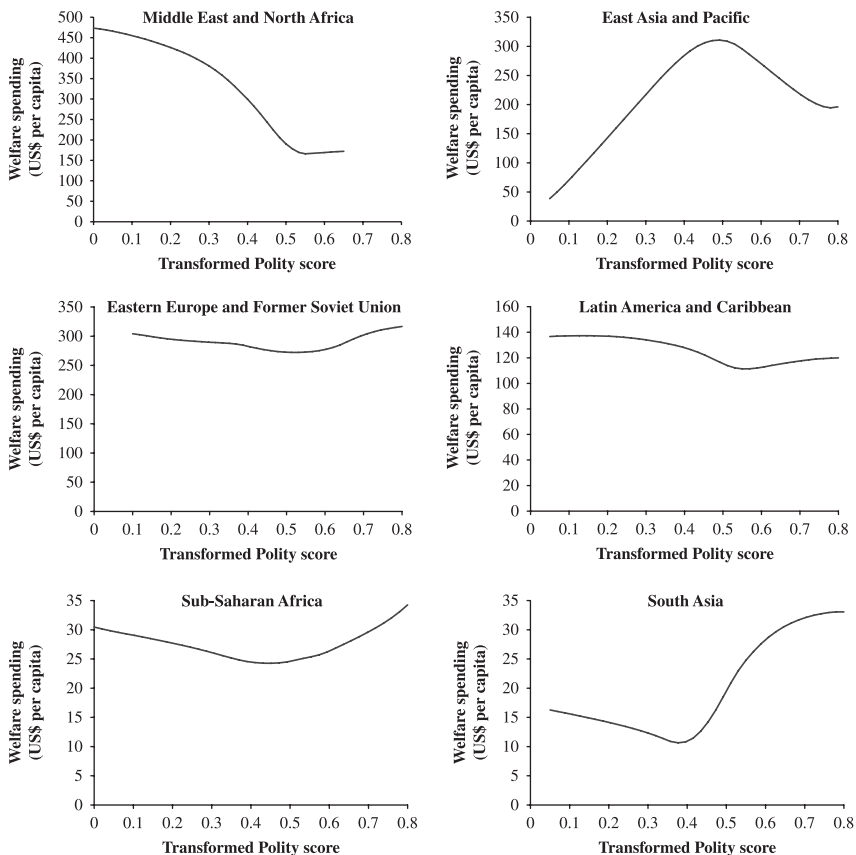 Middle East and North Africa
Welfare spending
(US$ per capita)
500
450
400
350
300
250
200
150
100
50
0
0 0.1 0.2 0.3 0.4 0.5 0.6 0.7 0.8
Transformed Polity score
East Asia and Pacific
Welfare spending
(US$ per capita)
350
300
250
200
150
100
50
0
0 0.1 0.2 0.3 0.4 0.5 0.6 0.7 0.8
Transformed Polity score
Eastern Europe and Former Soviet Union
Welfare spending
(US$ per capita)
350
300
250
200
250
300
50
0
0 0.1 0.2 0.3 0.4 0.5 0.6 0.7 0.8
Transformed Polity score
Latin America and Caribbean
Welfare spending
(US$ per capita)
160
140
120
100
80
60
40
20
0
0 0.1 0.2 0.3 0.4 0.5 0.6 0.7 0.8
Transformed Polity score
Sub-Saharan Africa
Welfare spending
(US$ per capita)
35
30
25
20
15
10
5
0
0 0.1 0.2 0.3 0.4 0.5 0.6 0.7 0.8
Transformed Polity score
South Asia
Welfare spending
(US$ per capita)
35
30
25
20
15
10
5
0
0 0.1 0.2 0.3 0.4 0.5 0.6 0.7 0.8
Transformed Polity score